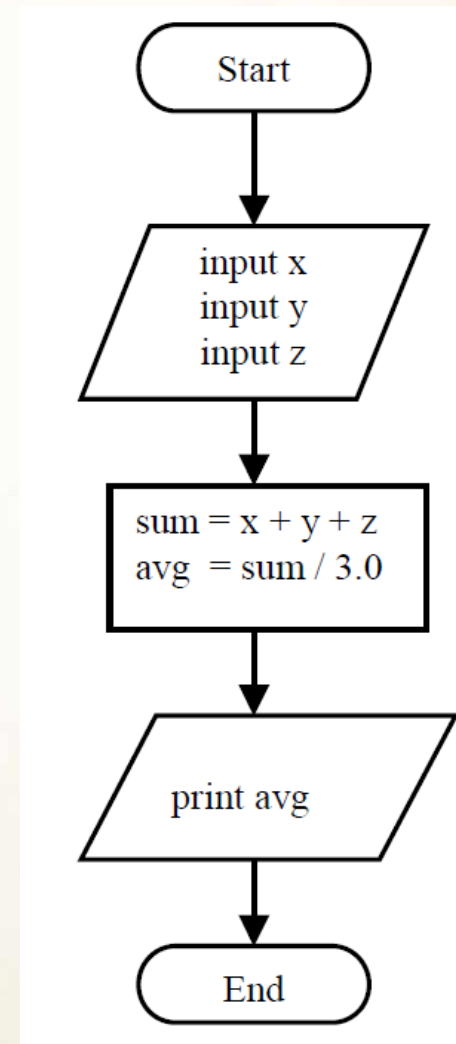 Start
input x
input y
input z
sum = x + y + z
avg = sum / 3.0
print avg
End